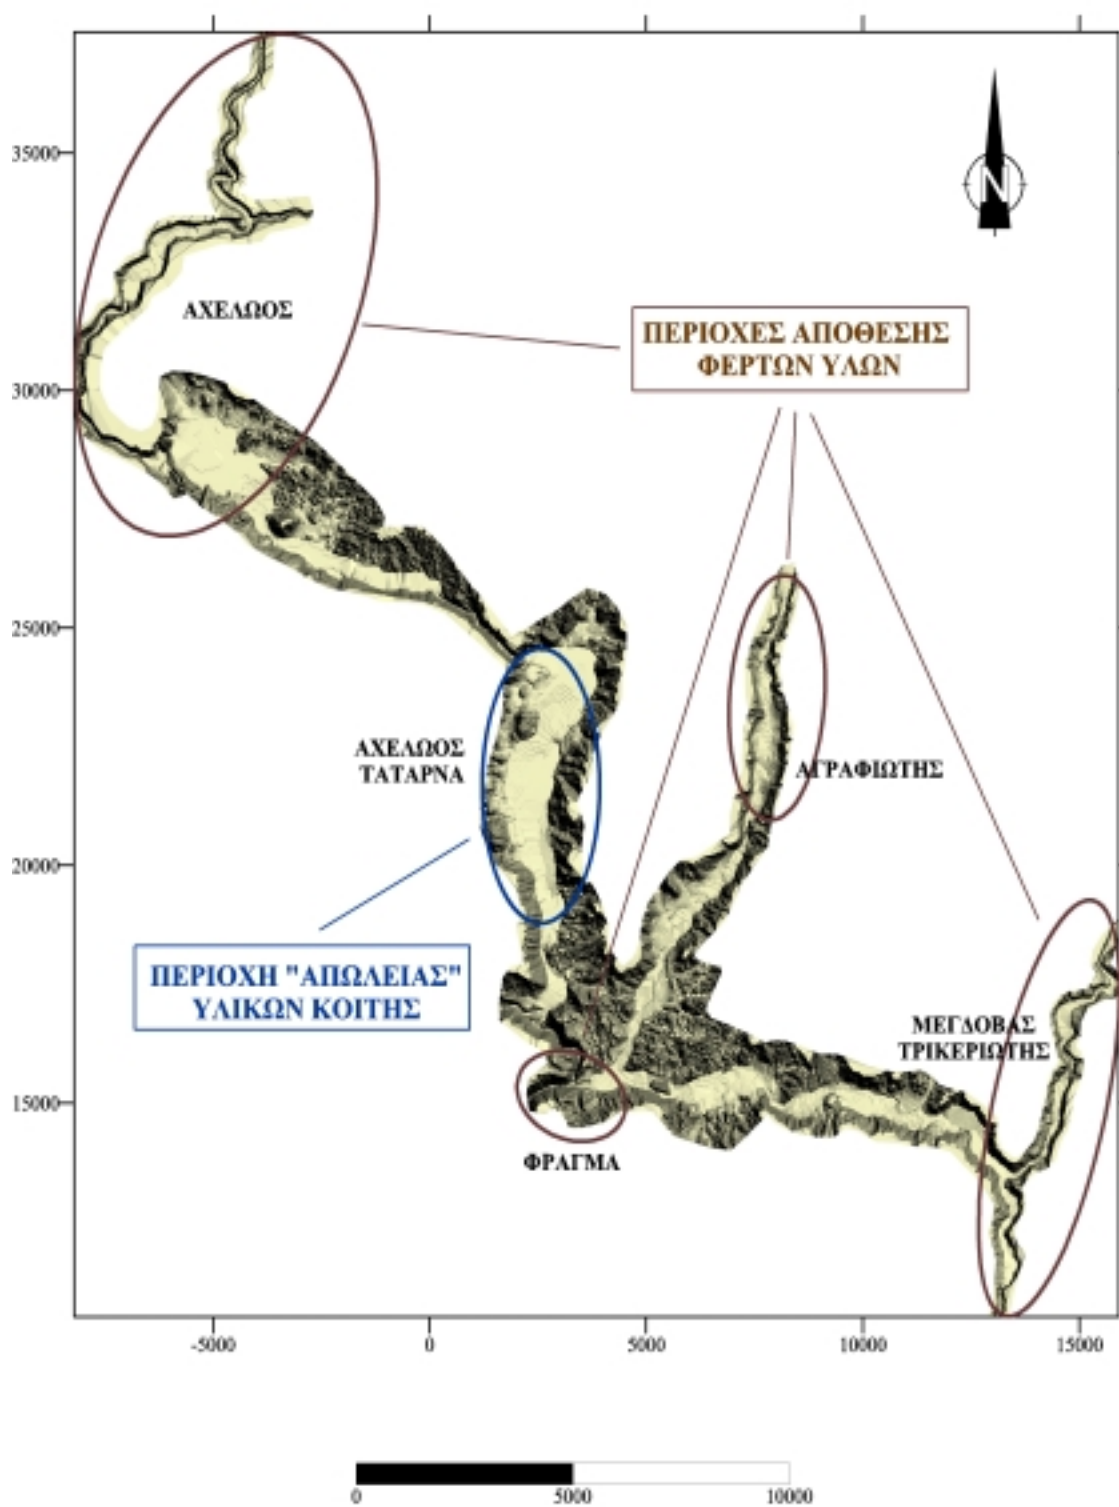 35000
N
ΑΧΕΛΩΟΣ
ΠΕΡΙΟΧΕΣ ΑΠΟΘΕΣΗΣ
ΦΕΡΤΩΝ ΥΛΩΝ
30000
25000
ΑΧΕΛΩΟΣ
ΤΑΤΑΡΝΑ
ΑΓΡΑΦΙΩΤΗΣ
20000
ΠΕΡΙΟΧΗ "ΑΠΩΛΕΙΑΣ"
ΥΛΙΚΩΝ ΚΟΙΤΗΣ
ΜΕΓΔΟΒΑΣ
ΤΡΙΚΕΡΙΩΤΗΣ
15000
ΦΡΑΓΜΑ
-5000 0 5000 10000 15000
0 5000 10000